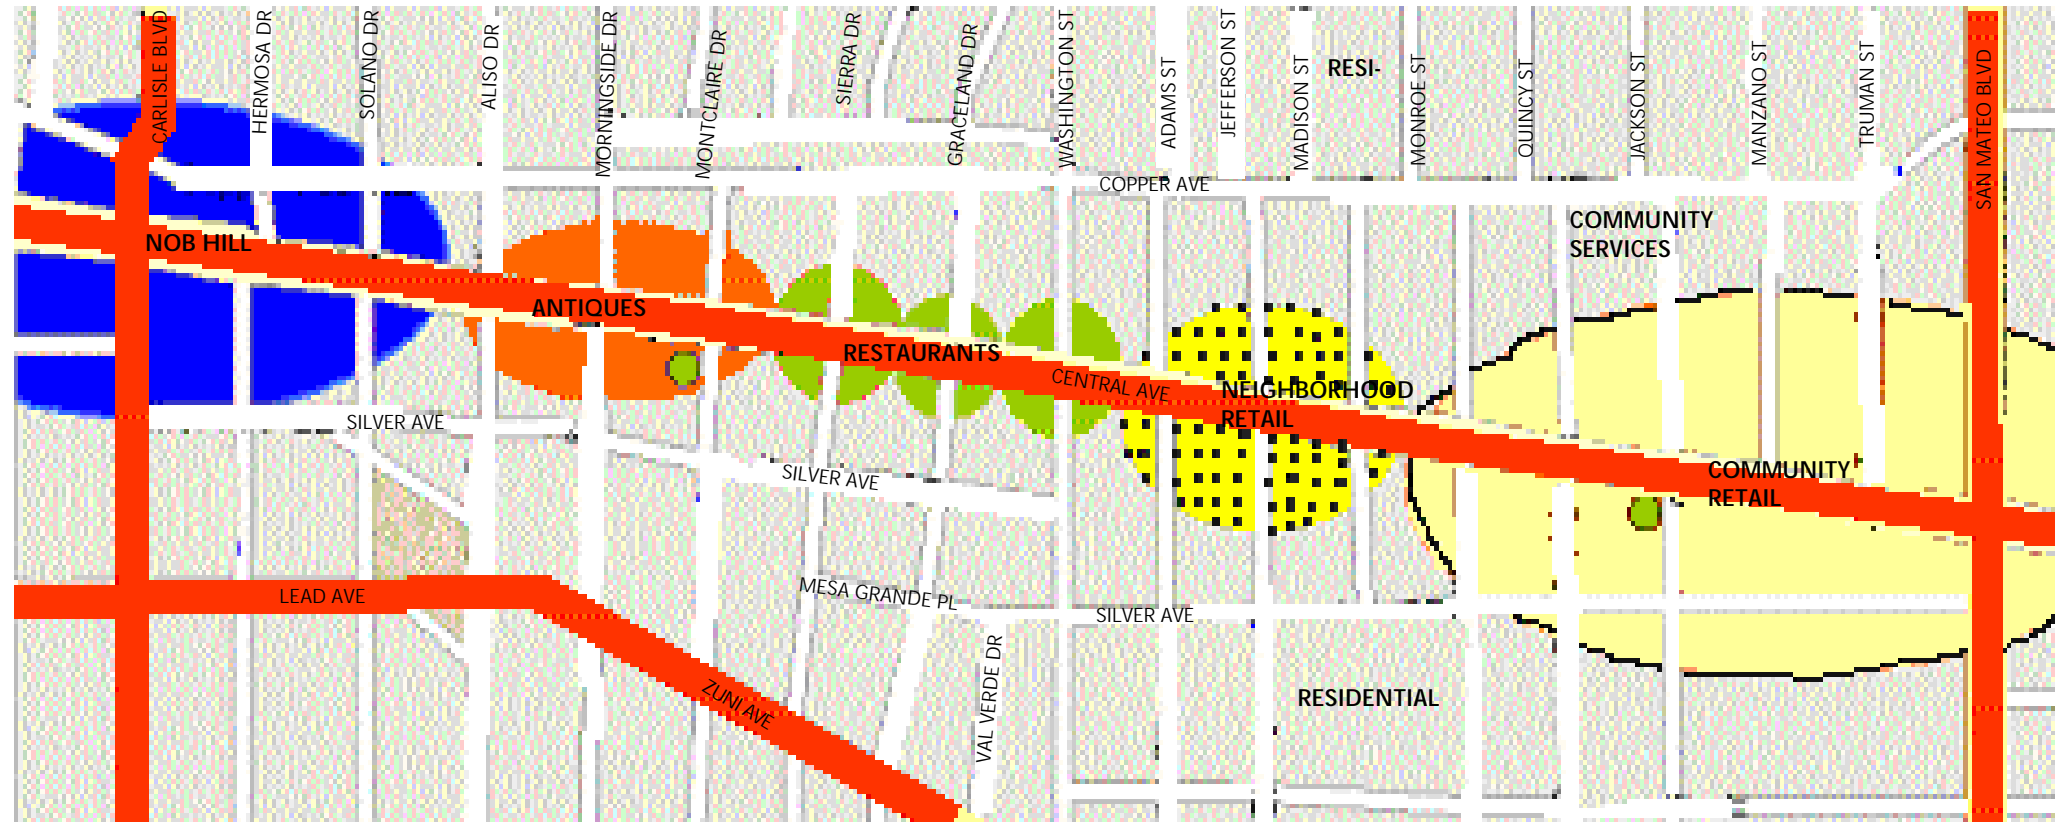 CARLISLE BLVD
HERMOSA DR
SOLANO DR
ALISO DR
MORNINGSIDE DR
MONTCLAIRE DR
SIERRA DR
GRACELAND DR
WASHINGTON ST
ADAMS ST
JEFFERSON ST
MADISON ST
RESI-
MONROE ST
QUINCY ST
JACKSON ST
MANZANO ST
TRUMAN ST
SAN MATEO BLVD
COPPER AVE
COMMUNITY
SERVICES
NOB HILL
ANTIQUES
RESTAURANTS
CENTRAL AVE
NEIGHBORHOOD
RETAIL
SILVER AVE
SILVER AVE
COMMUNITY
RETAIL
LEAD AVE
MESA GRANDE PL
SILVER AVE
ZUNI AVE
VAL VERDE DR
RESIDENTIAL